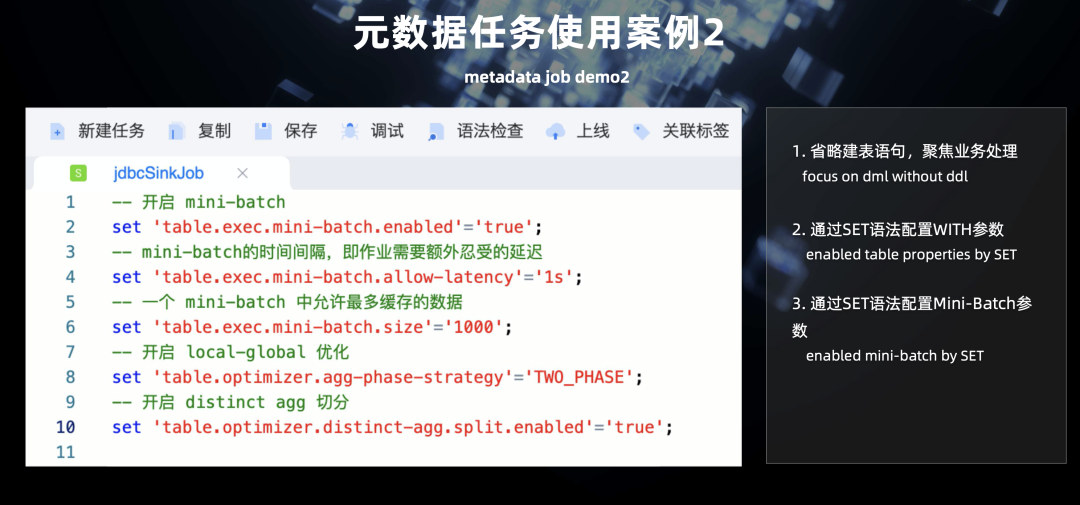 元数据任务使用案例2
metadata job demo2
新建任务 复制 保存 调试 语法检查 上线 关联标签
S jdbcSinkJob ×
1 -- 开启 mini-batch
2 set 'table.exec.mini-batch.enabled'='true';
3 -- mini-batch的时间间隔，即作业需要额外忍受的延迟
4 set 'table.exec.mini-batch.allow-latency'='1s';
5 -- 一个 mini-batch 中允许最多缓存的数据
6 set 'table.exec.mini-batch.size'='1000';
7 -- 开启 local-global 优化
8 set 'table.optimizer.agg-phase-strategy'='TWO_PHASE';
9 -- 开启 distinct agg 切分
10 set 'table.optimizer.distinct-agg.split.enabled'='true';
11
1. 省略建表语句，聚焦业务处理
focus on dml without ddl
2. 通过SET语法配置WITH参数
enabled table properties by SET
3. 通过SET语法配置Mini-Batch参
数
enabled mini-batch by SET